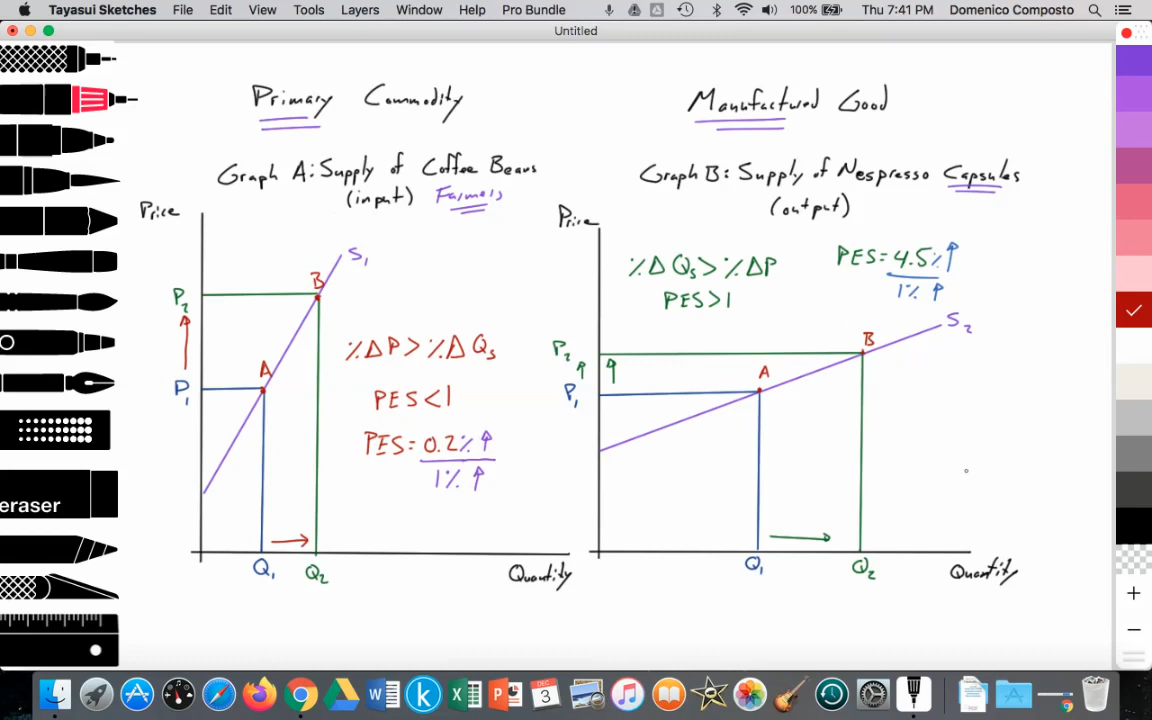 Tayasui Sketches File Edit View Tools Layers Window Help Pro Bundle 100% Thu 7:41 PM Domenico Composto
Untitled
Primary Commodity
Graph A: Supply of Coffee Beans
(input) Farmers
Price
S₁
B
P₂
A
P₁
%ΔP>%ΔQₛ
PES<1
PES= 0.2%↑
1%↑
Q₁
Q₂
Quantity
Manufactured Good
Graph B: Supply of Nespresso Capsules
(output)
Price
%ΔQₛ>%ΔP
PES>1
PES= 4.5%↑
1%↑
S₂
B
P₂
A
P₁
Q₁
Q₂
Quantity
eraser
DEC
3